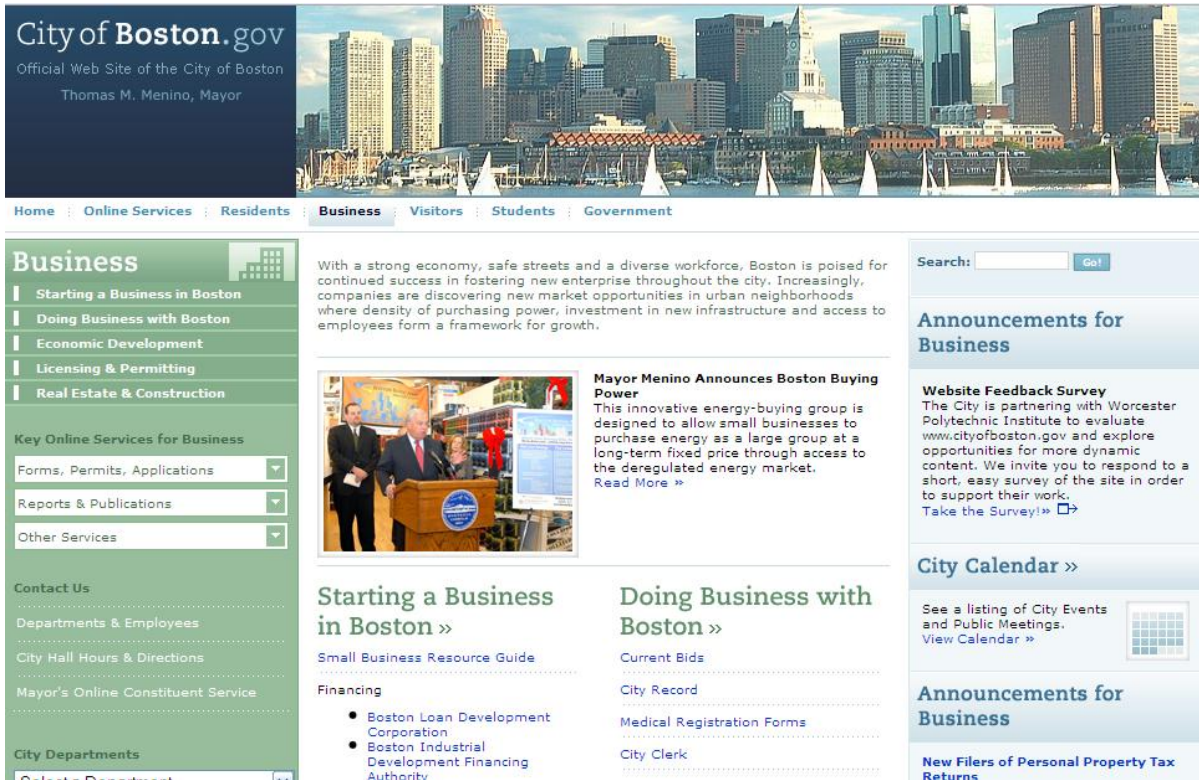 City of Boston.gov
Official Web Site of the City of Boston
Thomas M. Menino, Mayor
Home
Online Services
Residents
Business
Visitors
Students
Government
Business
Starting a Business in Boston
Doing Business with Boston
Economic Development
Licensing & Permitting
Real Estate & Construction
Key Online Services for Business
Forms, Permits, Applications
Reports & Publications
Other Services
Contact Us
Departments & Employees
City Hall Hours & Directions
Mayor's Online Constituent Service
City Departments
Select a Department
With a strong economy, safe streets and a diverse workforce, Boston is poised for
continued success in fostering new enterprise throughout the city. Increasingly,
companies are discovering new market opportunities in urban neighborhoods
where density of purchasing power, investment in new infrastructure and access to
employees form a framework for growth.
Mayor Menino Announces Boston Buying
Power
This innovative energy-buying group is
designed to allow small businesses to
purchase energy as a large group at a
long-term fixed price through access to
the deregulated energy market.
Read More »
Starting a Business
in Boston »
Small Business Resource Guide
Financing
• Boston Loan Development
Corporation
• Boston Industrial
Development Financing
Authority
Doing Business with
Boston »
Current Bids
City Record
Medical Registration Forms
City Clerk
Search:
Go!
Announcements for
Business
Website Feedback Survey
The City is partnering with Worcester
Polytechnic Institute to evaluate
www.cityofboston.gov and explore
opportunities for more dynamic
content. We invite you to respond to a
short, easy survey of the site in order
to support their work.
Take the Survey!»
City Calendar »
See a listing of City Events
and Public Meetings.
View Calendar »
Announcements for
Business
New Filers of Personal Property Tax
Returns